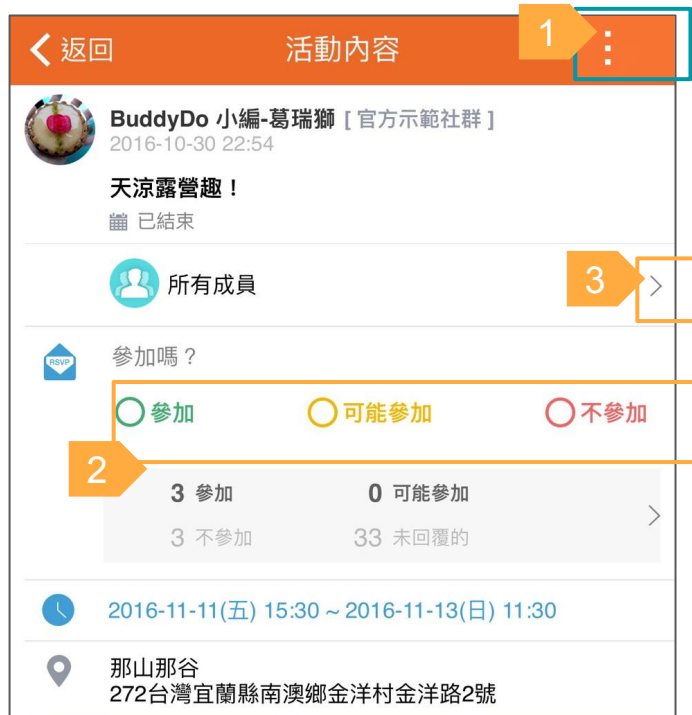 返回
活動內容
1
BuddyDo 小編-葛瑞獅 [ 官方示範社群 ]
2016-10-30 22:54
天涼露營趣！
已結束
所有成員
3
RSVP
參加嗎？
參加
可能參加
不參加
2
3 參加
0 可能參加
3 不參加
33 未回覆的
2016-11-11(五) 15:30 ~ 2016-11-13(日) 11:30
那山那谷
272台灣宜蘭縣南澳鄉金洋村金洋路2號